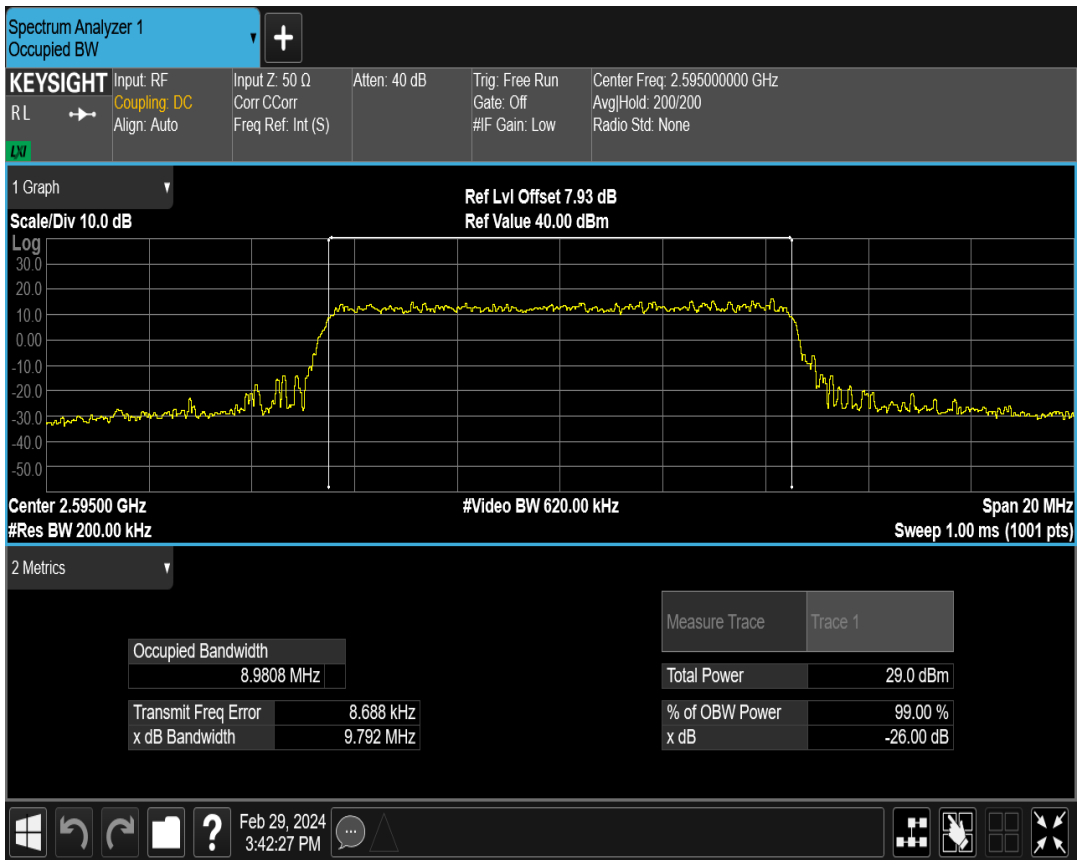 Spectrum Analyzer 1
Occupied BW
KEYSIGHT Input: RF Input Z: 50 Ω Atten: 40 dB Trig: Free Run Center Freq: 2.595000000 GHz
Coupling: DC Corr CCorr Gate: Off Avg|Hold: 200/200
RL Align: Auto Freq Ref: Int (S) #IF Gain: Low Radio Std: None
LXI
1 Graph
Ref Lvl Offset 7.93 dB
Scale/Div 10.0 dB Ref Value 40.00 dBm
Log
30.0
20.0
10.0
0.00
-10.0
-20.0
-30.0
-40.0
-50.0
Center 2.59500 GHz #Video BW 620.00 kHz Span 20 MHz
#Res BW 200.00 kHz Sweep 1.00 ms (1001 pts)
2 Metrics
Measure Trace Trace 1
Occupied Bandwidth
8.9808 MHz Total Power 29.0 dBm
Transmit Freq Error 8.688 kHz % of OBW Power 99.00 %
x dB Bandwidth 9.792 MHz x dB -26.00 dB
Feb 29, 2024
3:42:27 PM